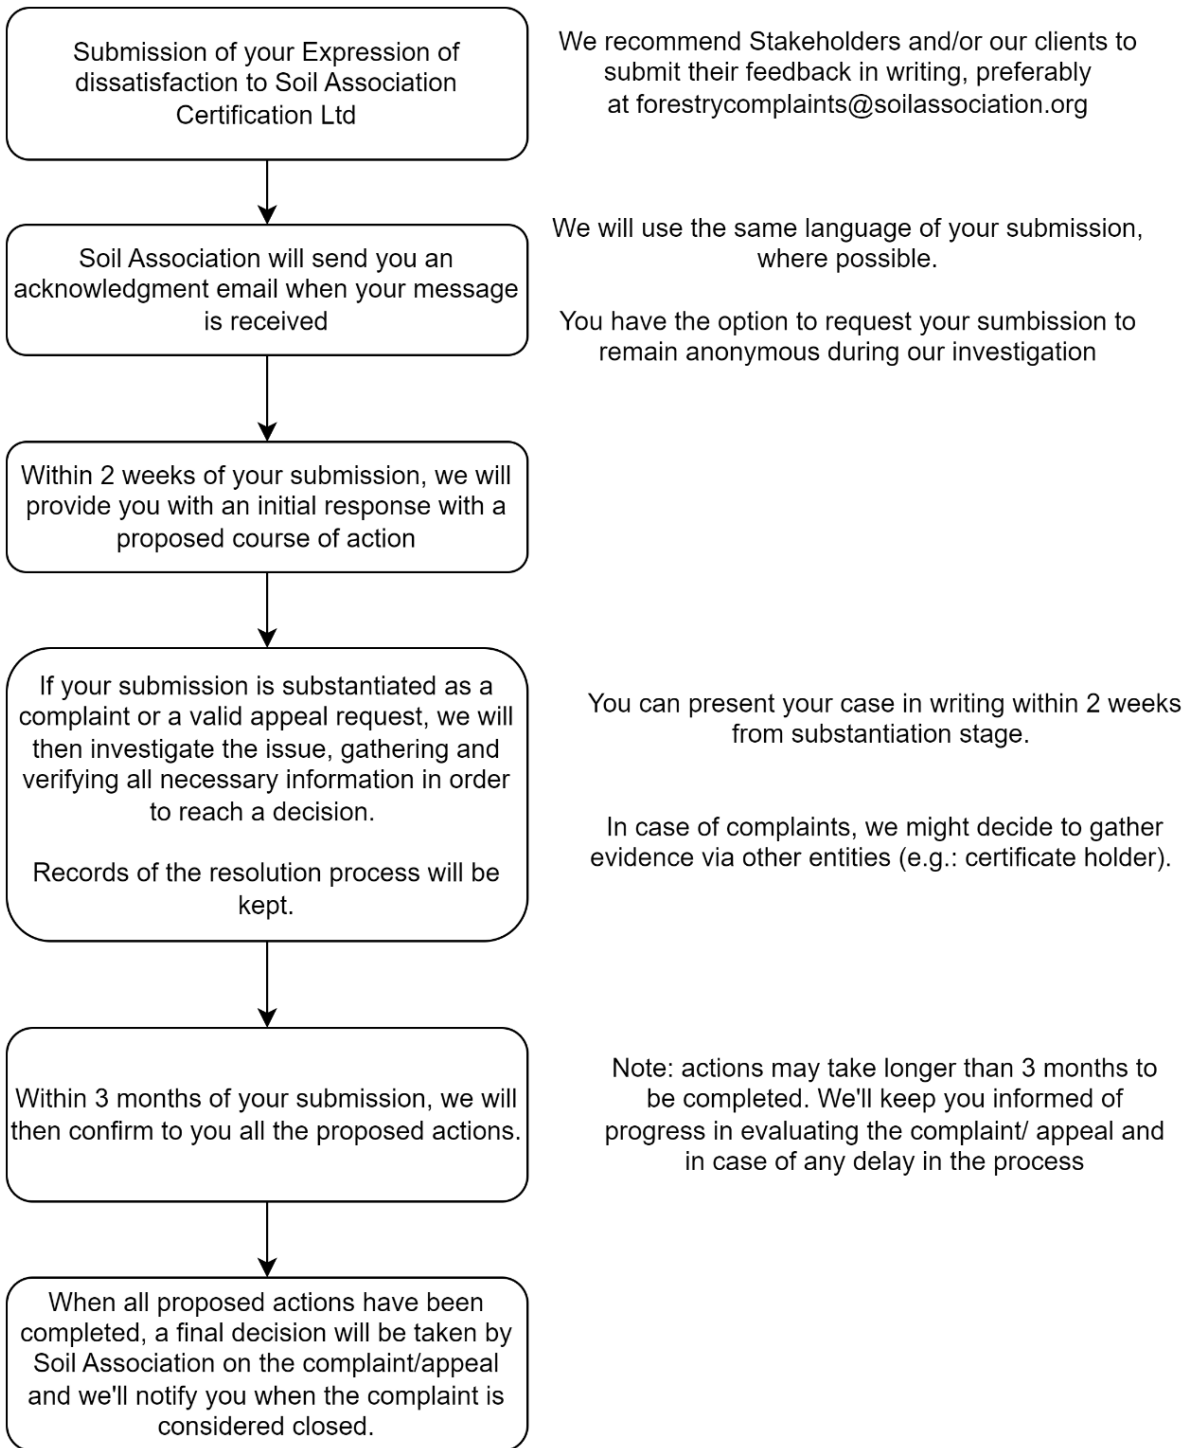 Submission of your Expression of
dissatisfaction to Soil Association
Certification Ltd
We recommend Stakeholders and/or our clients to
submit their feedback in writing, preferably
at forestrycomplaints@soilassociation.org
Soil Association will send you an
acknowledgment email when your message
is received
We will use the same language of your submission,
where possible.
You have the option to request your sumbission to
remain anonymous during our investigation
Within 2 weeks of your submission, we will
provide you with an initial response with a
proposed course of action
If your submission is substantiated as a
complaint or a valid appeal request, we will
then investigate the issue, gathering and
verifying all necessary information in order
to reach a decision.
Records of the resolution process will be
kept.
You can present your case in writing within 2 weeks
from substantiation stage.
In case of complaints, we might decide to gather
evidence via other entities (e.g.: certificate holder).
Within 3 months of your submission, we will
then confirm to you all the proposed actions.
Note: actions may take longer than 3 months to
be completed. We'll keep you informed of
progress in evaluating the complaint/ appeal and
in case of any delay in the process
When all proposed actions have been
completed, a final decision will be taken by
Soil Association on the complaint/appeal
and we'll notify you when the complaint is
considered closed.